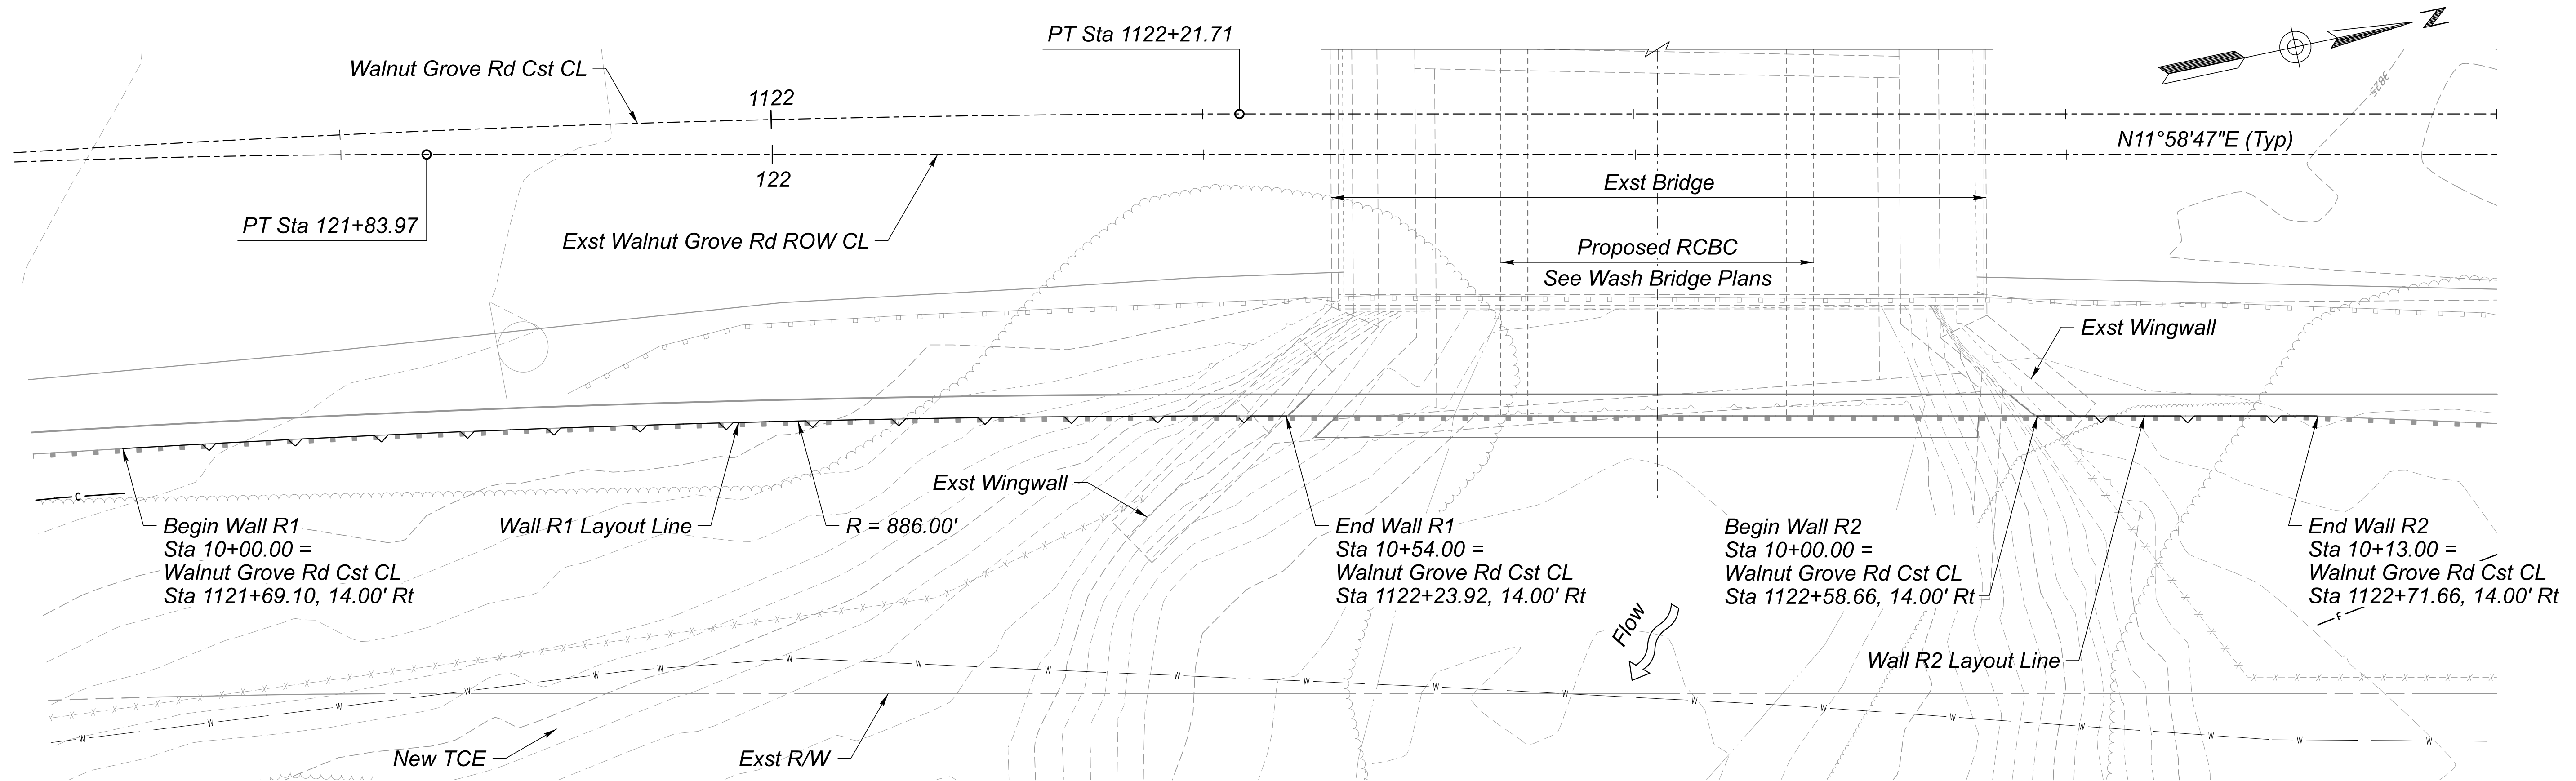 PT Sta 1122+21.71
Z
Walnut Grove Rd Cst CL
3825
1122
N11°58'47"E (Typ)
122
Exst Bridge
PT Sta 121+83.97
Exst Walnut Grove Rd ROW CL
Proposed RCBC
See Wash Bridge Plans
Exst Wingwall
Exst Wingwall
C
Begin Wall R1
Sta 10+00.00 =
Walnut Grove Rd Cst CL
Sta 1121+69.10, 14.00' Rt
Wall R1 Layout Line
R = 886.00'
End Wall R1
Sta 10+54.00 =
Walnut Grove Rd Cst CL
Sta 1122+23.92, 14.00' Rt
Begin Wall R2
Sta 10+00.00 =
Walnut Grove Rd Cst CL
Sta 1122+58.66, 14.00' Rt
End Wall R2
Sta 10+13.00 =
Walnut Grove Rd Cst CL
Sta 1122+71.66, 14.00' Rt
F
Flow
Wall R2 Layout Line
W W W W W W W W W W W W W W W W W W W
New TCE
Exst R/W